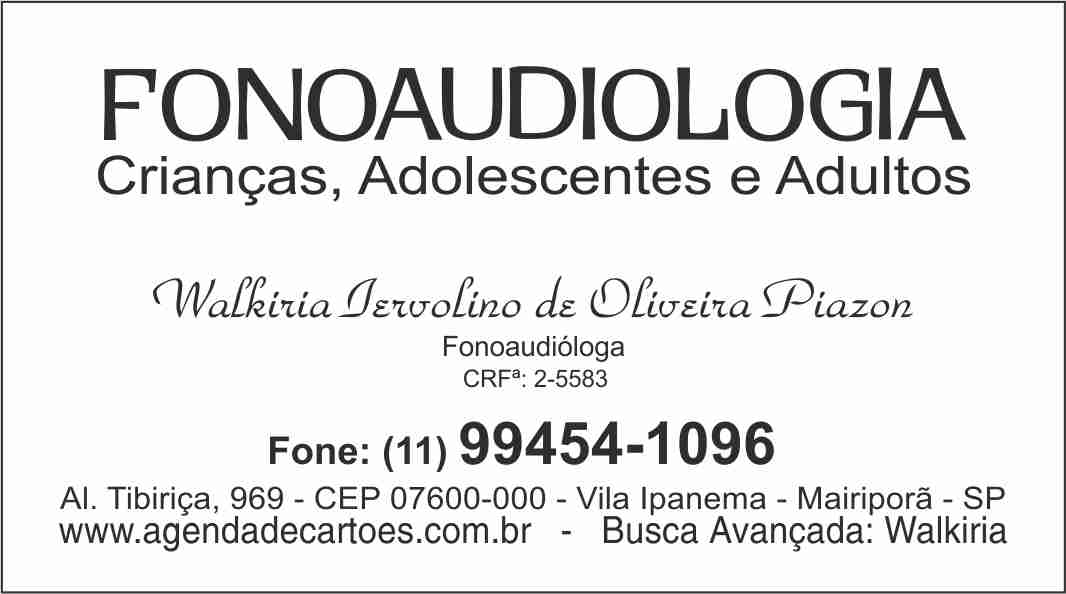 FONOAUDIOLOGIA
Crianças, Adolescentes e Adultos
Walkiria Iervolino de Oliveira Piazon
Fonoaudióloga
CRFª: 2-5583
Fone: (11) 99454-1096
Al. Tibiriça, 969 - CEP 07600-000 - Vila Ipanema - Mairiporã - SP
www.agendadecartoes.com.br - Busca Avançada: Walkiria